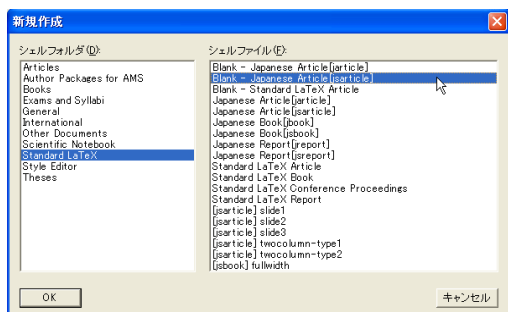 新規作成
シェルフォルダ(D):
Articles
Author Packages for AMS
Books
Exams and Syllabi
General
International
Other Documents
Scientific Notebook
Standard LaTeX
Style Editor
Theses
シェルファイル(F):
Blank - Japanese Article[jarticle]
Blank - Japanese Article[jsarticle]
Blank - Standard LaTeX Article
Japanese Article[jarticle]
Japanese Article[jsarticle]
Japanese Book[jbook]
Japanese Book[jsbook]
Japanese Report[jreport]
Japanese Report[jsreport]
Standard LaTeX Article
Standard LaTeX Book
Standard LaTeX Conference Proceedings
Standard LaTeX Report
[jsarticle] slide1
[jsarticle] slide2
[jsarticle] slide3
[jsarticle] twocolumn-type1
[jsarticle] twocolumn-type2
[jsbook] fullwidth
OK
キャンセル